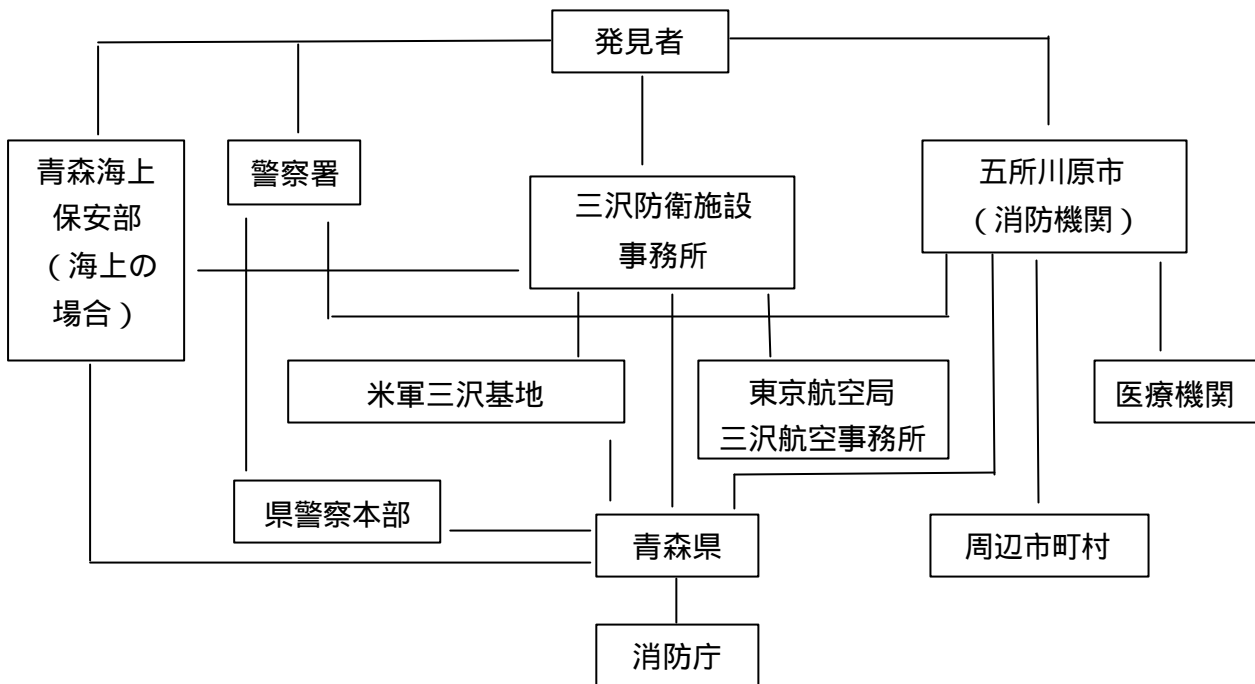 発見者
青森海上
保安部
（海上の
場合）
警察署
三沢防衛施設
事務所
五所川原市
（消防機関）
米軍三沢基地
東京航空局
三沢航空事務所
医療機関
県警察本部
青森県
周辺市町村
消防庁